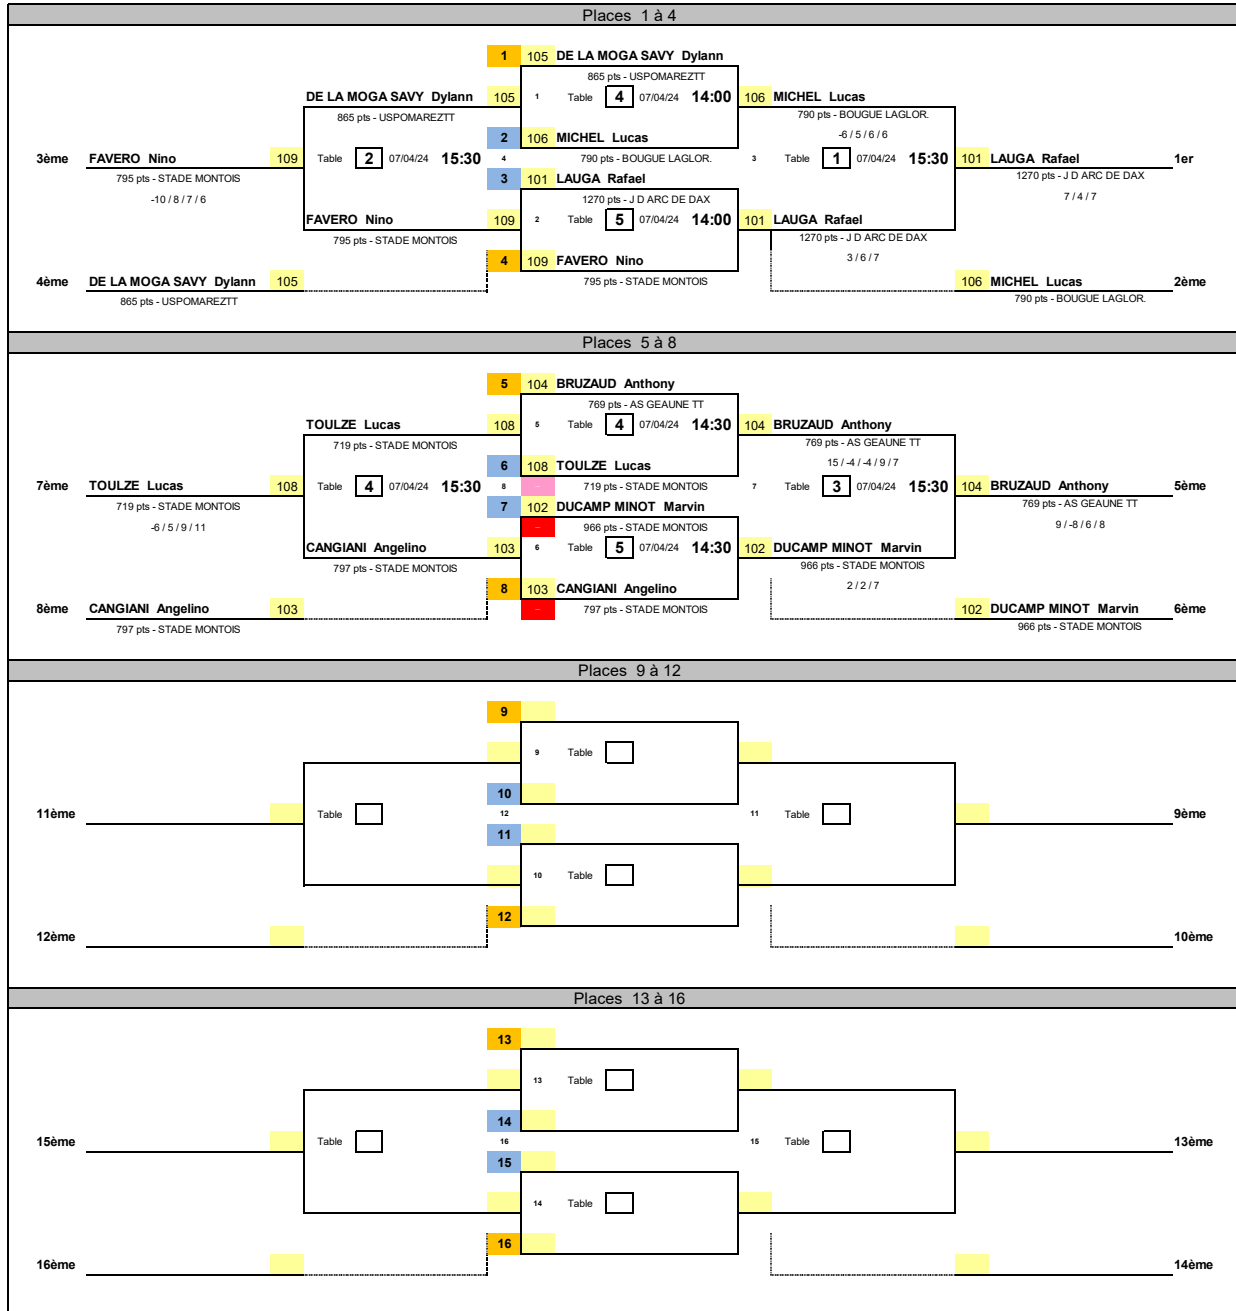 Places 1 à 4
1 105 DE LA MOGA SAVY Dylann
865 pts - USPOMAREZTT
DE LA MOGA SAVY Dylann 105 1 Table 4 07/04/24 14:00 106 MICHEL Lucas
865 pts - USPOMAREZTT 790 pts - BOUGUE LAGLOR.
2 106 MICHEL Lucas -6 / 5 / 6 / 6
3ème FAVERO Nino 109 Table 2 07/04/24 15:30 4 790 pts - BOUGUE LAGLOR. 3 Table 1 07/04/24 15:30 101 LAUGA Rafael 1er
795 pts - STADE MONTOIS 3 101 LAUGA Rafael 1270 pts - J D ARC DE DAX
-10 / 8 / 7 / 6 1270 pts - J D ARC DE DAX 7 / 4 / 7
FAVERO Nino 109 2 Table 5 07/04/24 14:00 101 LAUGA Rafael
795 pts - STADE MONTOIS 1270 pts - J D ARC DE DAX
4 109 FAVERO Nino 3 / 6 / 7
4ème DE LA MOGA SAVY Dylann 105 795 pts - STADE MONTOIS 106 MICHEL Lucas 2ème
865 pts - USPOMAREZTT 790 pts - BOUGUE LAGLOR.
Places 5 à 8
5 104 BRUZAUD Anthony
769 pts - AS GEAUNE TT
TOULZE Lucas 108 5 Table 4 07/04/24 14:30 104 BRUZAUD Anthony
719 pts - STADE MONTOIS 769 pts - AS GEAUNE TT
6 108 TOULZE Lucas 15 / -4 / -4 / 9 / 7
7ème TOULZE Lucas 108 Table 4 07/04/24 15:30 8 719 pts - STADE MONTOIS 7 Table 3 07/04/24 15:30 104 BRUZAUD Anthony 5ème
719 pts - STADE MONTOIS 7 102 DUCAMP MINOT Marvin 769 pts - AS GEAUNE TT
-6 / 5 / 9 / 11 966 pts - STADE MONTOIS 9 / -8 / 6 / 8
CANGIANI Angelino 103 6 Table 5 07/04/24 14:30 102 DUCAMP MINOT Marvin
797 pts - STADE MONTOIS 966 pts - STADE MONTOIS
8 103 CANGIANI Angelino 2 / 2 / 7
8ème CANGIANI Angelino 103 797 pts - STADE MONTOIS 102 DUCAMP MINOT Marvin 6ème
797 pts - STADE MONTOIS 966 pts - STADE MONTOIS
Places 9 à 12
9
9 Table
10
11ème Table 12 11 Table 9ème
11
10 Table
12
12ème 10ème
Places 13 à 16
13
13 Table
14
15ème Table 16 15 Table 13ème
15
14 Table
16
16ème 14ème